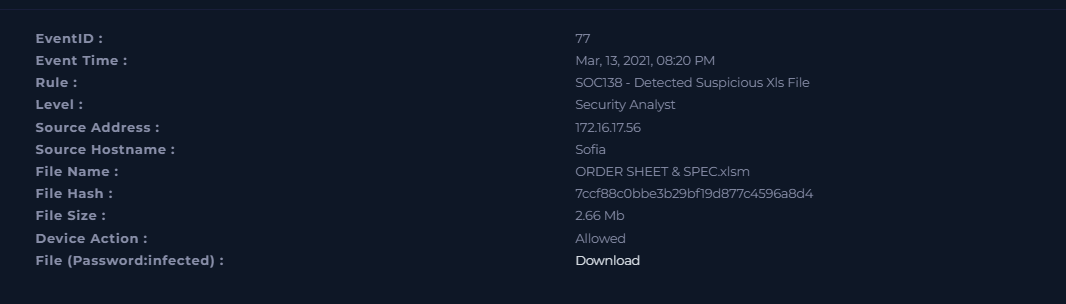 EventID : 77
Event Time : Mar, 13, 2021, 08:20 PM
Rule : SOC138 - Detected Suspicious Xls File
Level : Security Analyst
Source Address : 172.16.17.56
Source Hostname : Sofia
File Name : ORDER SHEET & SPEC.xlsm
File Hash : 7ccf88c0bbe3b29bf19d877c4596a8d4
File Size : 2.66 Mb
Device Action : Allowed
File (Password:infected) : Download